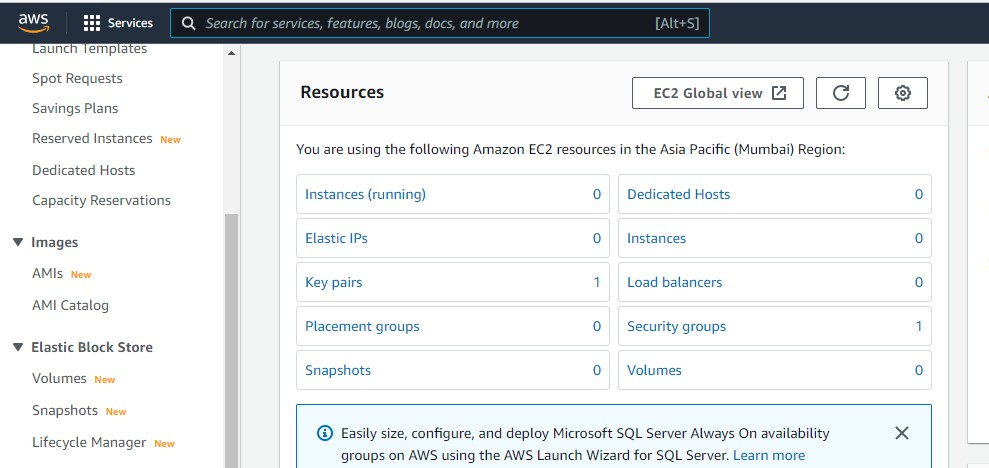 aws
Services
Search for services, features, blogs, docs, and more
[Alt+S]
Launch Templates
Spot Requests
Savings Plans
Reserved Instances New
Dedicated Hosts
Capacity Reservations
Images
AMIs New
AMI Catalog
Elastic Block Store
Volumes New
Snapshots New
Lifecycle Manager New
Resources
EC2 Global view
You are using the following Amazon EC2 resources in the Asia Pacific (Mumbai) Region:
Instances (running) 0
Dedicated Hosts 0
Elastic IPs 0
Instances 0
Key pairs 1
Load balancers 0
Placement groups 0
Security groups 1
Snapshots 0
Volumes 0
Easily size, configure, and deploy Microsoft SQL Server Always On availability
groups on AWS using the AWS Launch Wizard for SQL Server. Learn more